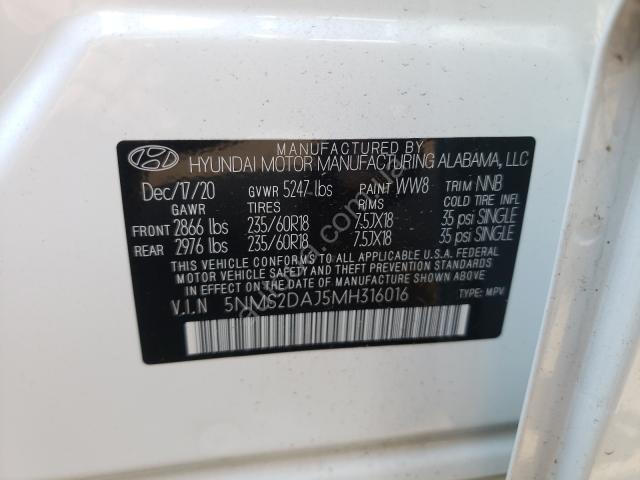 MANUFACTURED BY
HYUNDAI MOTOR MANUFACTURING ALABAMA, LLC
Dec/17/20 GVWR 5247 lbs PAINT WW8 TRIM NNB
GAWR TIRES RIMS COLD TIRE INFL
FRONT 2866 lbs 235/60R18 7.5JX18 35 psi SINGLE
REAR 2976 lbs 235/60R18 7.5JX18 35 psi SINGLE
THIS VEHICLE CONFORMS TO ALL APPLICABLE U.S. FEDERAL
MOTOR VEHICLE SAFETY STANDARDS
IN EFFECT ON THE DATE OF MANUFACTURE SHOWN ABOVE.
V.I.N 5NMS2DAJ5MH316016 TYPE: MPV